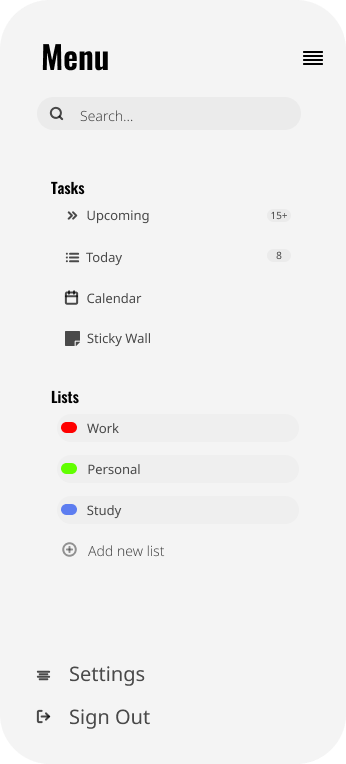 Menu
Search...
Tasks
Upcoming 15+
Today 8
Calendar
Sticky Wall
Lists
Work
Personal
Study
Add new list
Settings
Sign Out